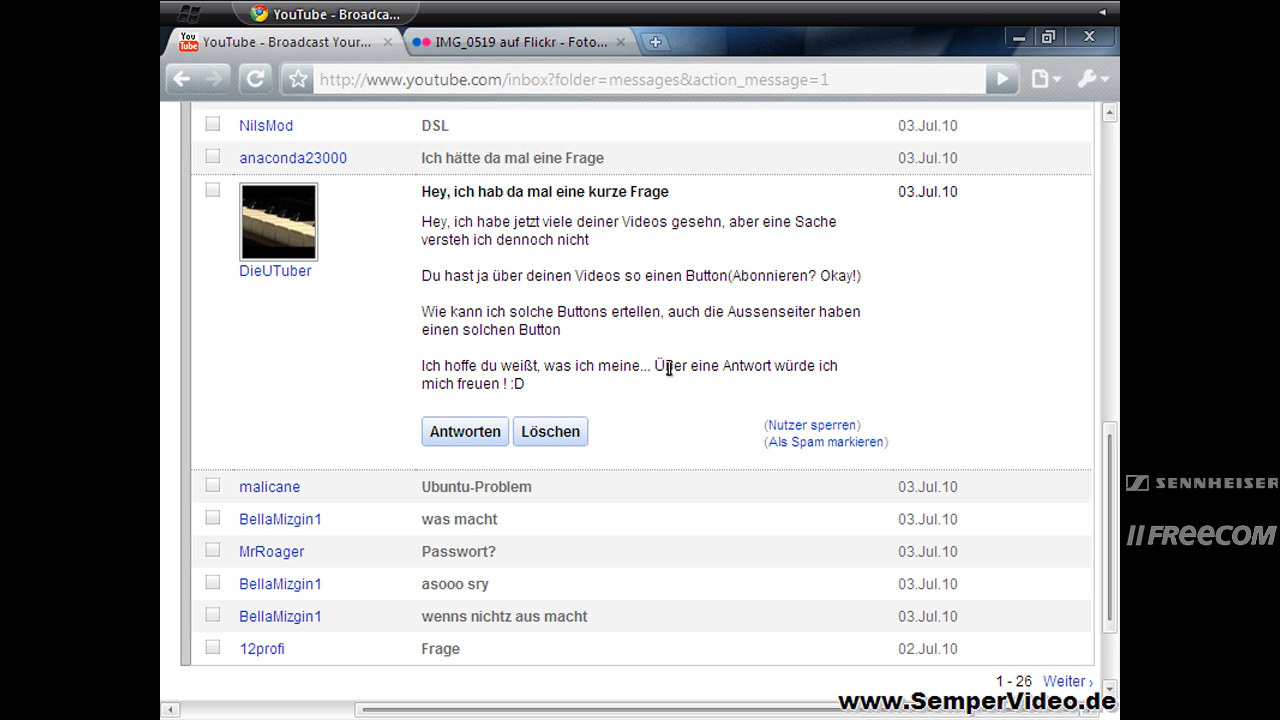 YouTube - Broadca...
You Tube YouTube - Broadcast Your... IMG_0519 auf Flickr - Foto...
http://www.youtube.com/inbox?folder=messages&action_message=1
NilsMod DSL 03.Jul.10
anaconda23000 Ich hätte da mal eine Frage 03.Jul.10
Hey, ich hab da mal eine kurze Frage 03.Jul.10
Hey, ich habe jetzt viele deiner Videos gesehn, aber eine Sache
versteh ich dennoch nicht
DieUTuber
Du hast ja über deinen Videos so einen Button(Abonnieren? Okay!)
Wie kann ich solche Buttons ertellen, auch die Aussenseiter haben
einen solchen Button
Ich hoffe du weißt, was ich meine... Über eine Antwort würde ich
mich freuen ! :D
Antworten Löschen (Nutzer sperren)
(Als Spam markieren)
malicane Ubuntu-Problem 03.Jul.10
SENNHEISER
BellaMizgin1 was macht 03.Jul.10
FREECOM
MrRoager Passwort? 03.Jul.10
BellaMizgin1 asooo sry 03.Jul.10
BellaMizgin1 wenns nichtz aus macht 03.Jul.10
12profi Frage 02.Jul.10
1 - 26 Weiter ›
www.SemperVideo.de